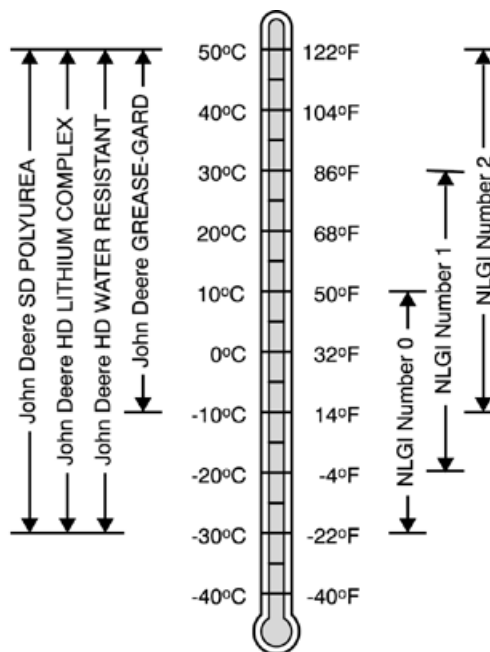 John Deere SD POLYUREA
John Deere HD LITHIUM COMPLEX
John Deere HD WATER RESISTANT
John Deere GREASE-GARD
50ºC 122ºF
40ºC 104ºF
30ºC 86ºF
20ºC 68ºF
10ºC 50ºF
0ºC 32ºF
-10ºC 14ºF
-20ºC -4ºF
-30ºC -22ºF
-40ºC -40ºF
NLGI Number 0
NLGI Number 1
NLGI Number 2